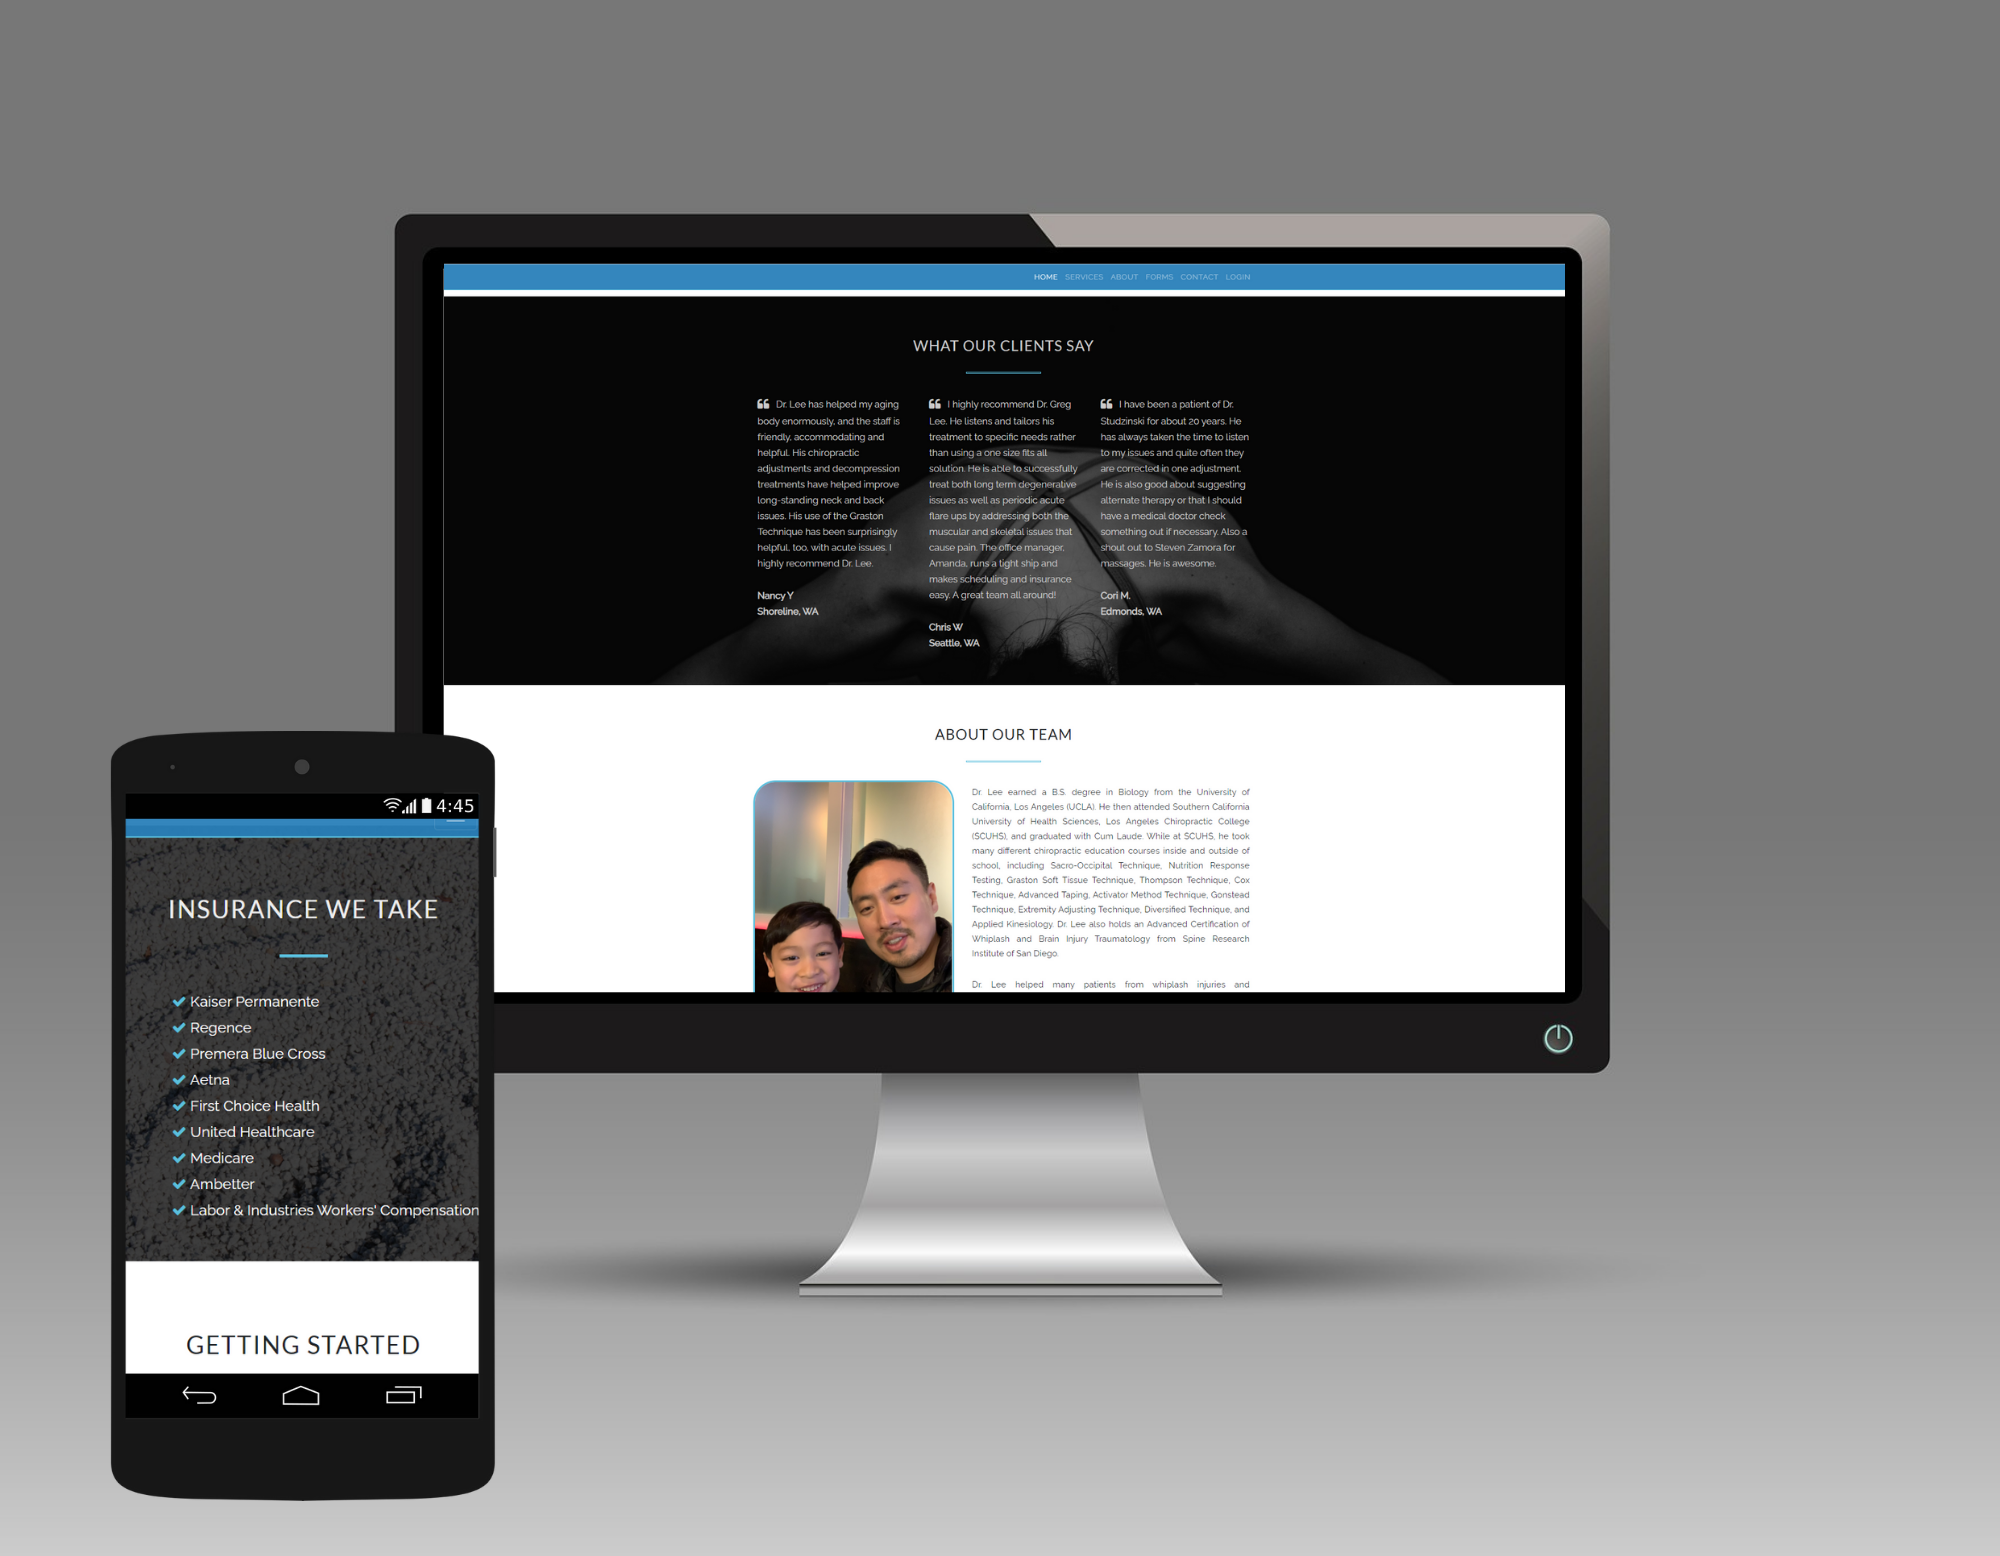 HOME SERVICES ABOUT FORMS CONTACT LOGIN
WHAT OUR CLIENTS SAY
Dr. Lee has helped my aging
body enormously, and the staff is
friendly, accommodating and
helpful. His chiropractic
adjustments and decompression
treatments have helped improve
long-standing neck and back
issues. His use of the Graston
Technique has been surprisingly
helpful, too, with acute issues. I
highly recommend Dr. Lee.
Nancy Y
Shoreline, WA
I highly recommend Dr. Greg
Lee. He listens and tailors his
treatment to specific needs rather
than using a one size fits all
solution. He is able to successfully
treat both long term degenerative
issues as well as periodic acute
flare ups by addressing both the
muscular and skeletal issues that
cause pain. The office manager,
Amanda, runs a tight ship and
makes scheduling and insurance
easy. A great team all around!
Chris W
Seattle, WA
I have been a patient of Dr.
Studzinski for about 20 years. He
has always taken the time to listen
to my issues and quite often they
are corrected in one adjustment.
He is also good about suggesting
alternate therapy or that I should
have a medical doctor check
something out if necessary. Also a
shout out to Steven Zamora for
massages. He is awesome.
Cori M.
Edmonds, WA
ABOUT OUR TEAM
Dr. Lee earned a B.S. degree in Biology from the University of
California, Los Angeles (UCLA). He then attended Southern California
University of Health Sciences, Los Angeles Chiropractic College
(SCUHS), and graduated with Cum Laude. While at SCUHS, he took
many different chiropractic education courses inside and outside of
school, including Sacro-Occipital Technique, Nutrition Response
Testing, Graston Soft Tissue Technique, Thompson Technique, Cox
Technique, Advanced Taping, Activator Method Technique, Gonstead
Technique, Extremity Adjusting Technique, Diversified Technique, and
Applied Kinesiology. Dr. Lee also holds an Advanced Certification of
Whiplash and Brain Injury Traumatology from Spine Research
Institute of San Diego.
Dr. Lee helped many patients from whiplash injuries and
4:45
INSURANCE WE TAKE
Kaiser Permanente
Regence
Premera Blue Cross
Aetna
First Choice Health
United Healthcare
Medicare
Ambetter
Labor & Industries Workers' Compensation
GETTING STARTED